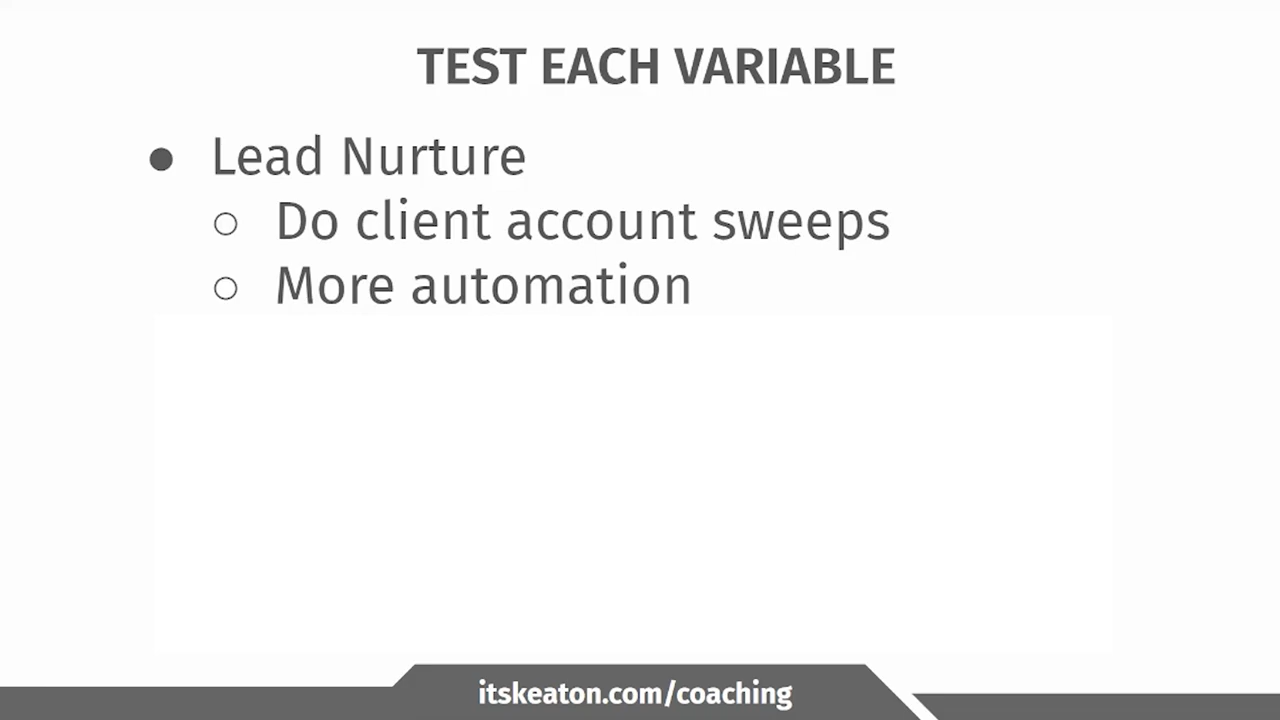 TEST EACH VARIABLE
● Lead Nurture
○ Do client account sweeps
○ More automation
itskeaton.com/coaching